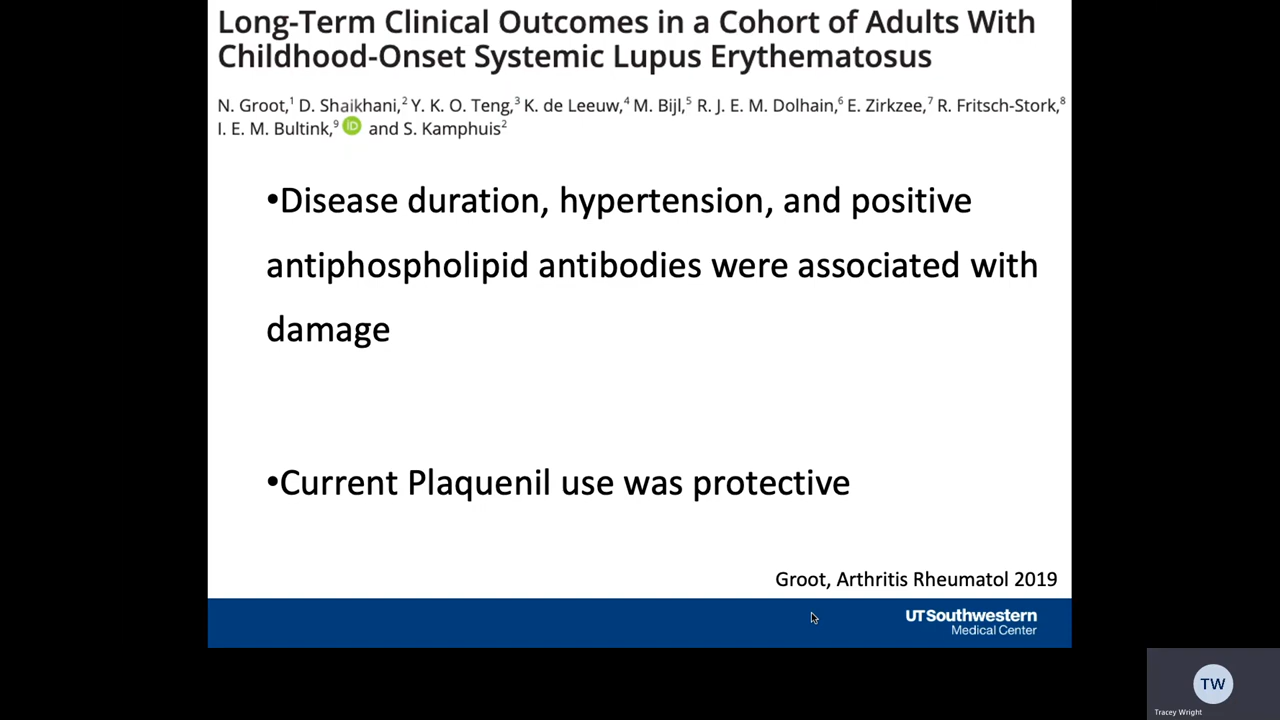 Long-Term Clinical Outcomes in a Cohort of Adults With
Childhood-Onset Systemic Lupus Erythematosus
N. Groot,¹ D. Shaikhani,² Y. K. O. Teng,³ K. de Leeuw,⁴ M. Bijl,⁵ R. J. E. M. Dolhain,⁶ E. Zirkzee,⁷ R. Fritsch-Stork,⁸
I. E. M. Bultink,⁹ iD and S. Kamphuis²
•Disease duration, hypertension, and positive
antiphospholipid antibodies were associated with
damage
•Current Plaquenil use was protective
Groot, Arthritis Rheumatol 2019
UTSouthwestern
Medical Center
TW
Tracey Wright